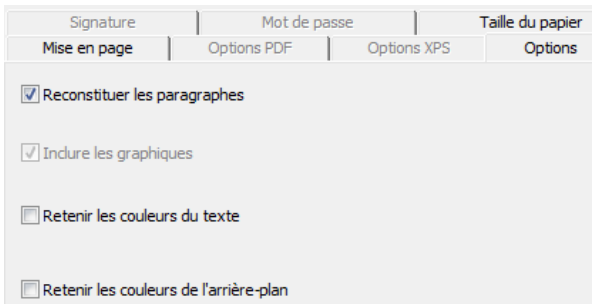 Signature Mot de passe Taille du papier
Mise en page Options PDF Options XPS Options
Reconstituer les paragraphes
Inclure les graphiques
Retenir les couleurs du texte
Retenir les couleurs de l'arrière-plan